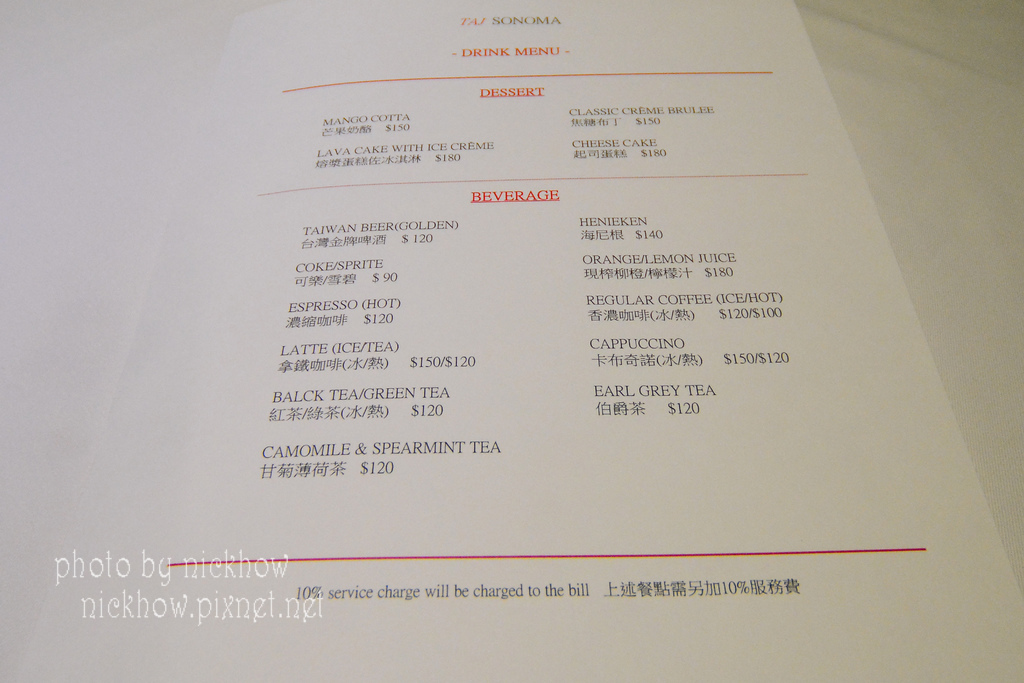 TAJ SONOMA
- DRINK MENU -
DESSERT
MANGO COTTA
芒果奶酪 $150
CLASSIC CRÈME BRULEE
焦糖布丁 $150
LAVA CAKE WITH ICE CRÈME
熔漿蛋糕佐冰淇淋 $180
CHEESE CAKE
起司蛋糕 $180
BEVERAGE
TAIWAN BEER(GOLDEN)
台灣金牌啤酒 $ 120
HENIEKEN
海尼根 $140
COKE/SPRITE
可樂/雪碧 $ 90
ORANGE/LEMON JUICE
現榨柳橙/檸檬汁 $180
ESPRESSO (HOT)
濃縮咖啡 $120
REGULAR COFFEE (ICE/HOT)
香濃咖啡(冰/熱) $120/$100
LATTE (ICE/TEA)
拿鐵咖啡(冰/熱) $150/$120
CAPPUCCINO
卡布奇諾(冰/熱) $150/$120
BALCK TEA/GREEN TEA
紅茶/綠茶(冰/熱) $120
EARL GREY TEA
伯爵茶 $120
CAMOMILE & SPEARMINT TEA
甘菊薄荷茶 $120
10% service charge will be charged to the bill 上述餐點需另加10%服務費
photo by nickhow
nickhow.pixnet.net